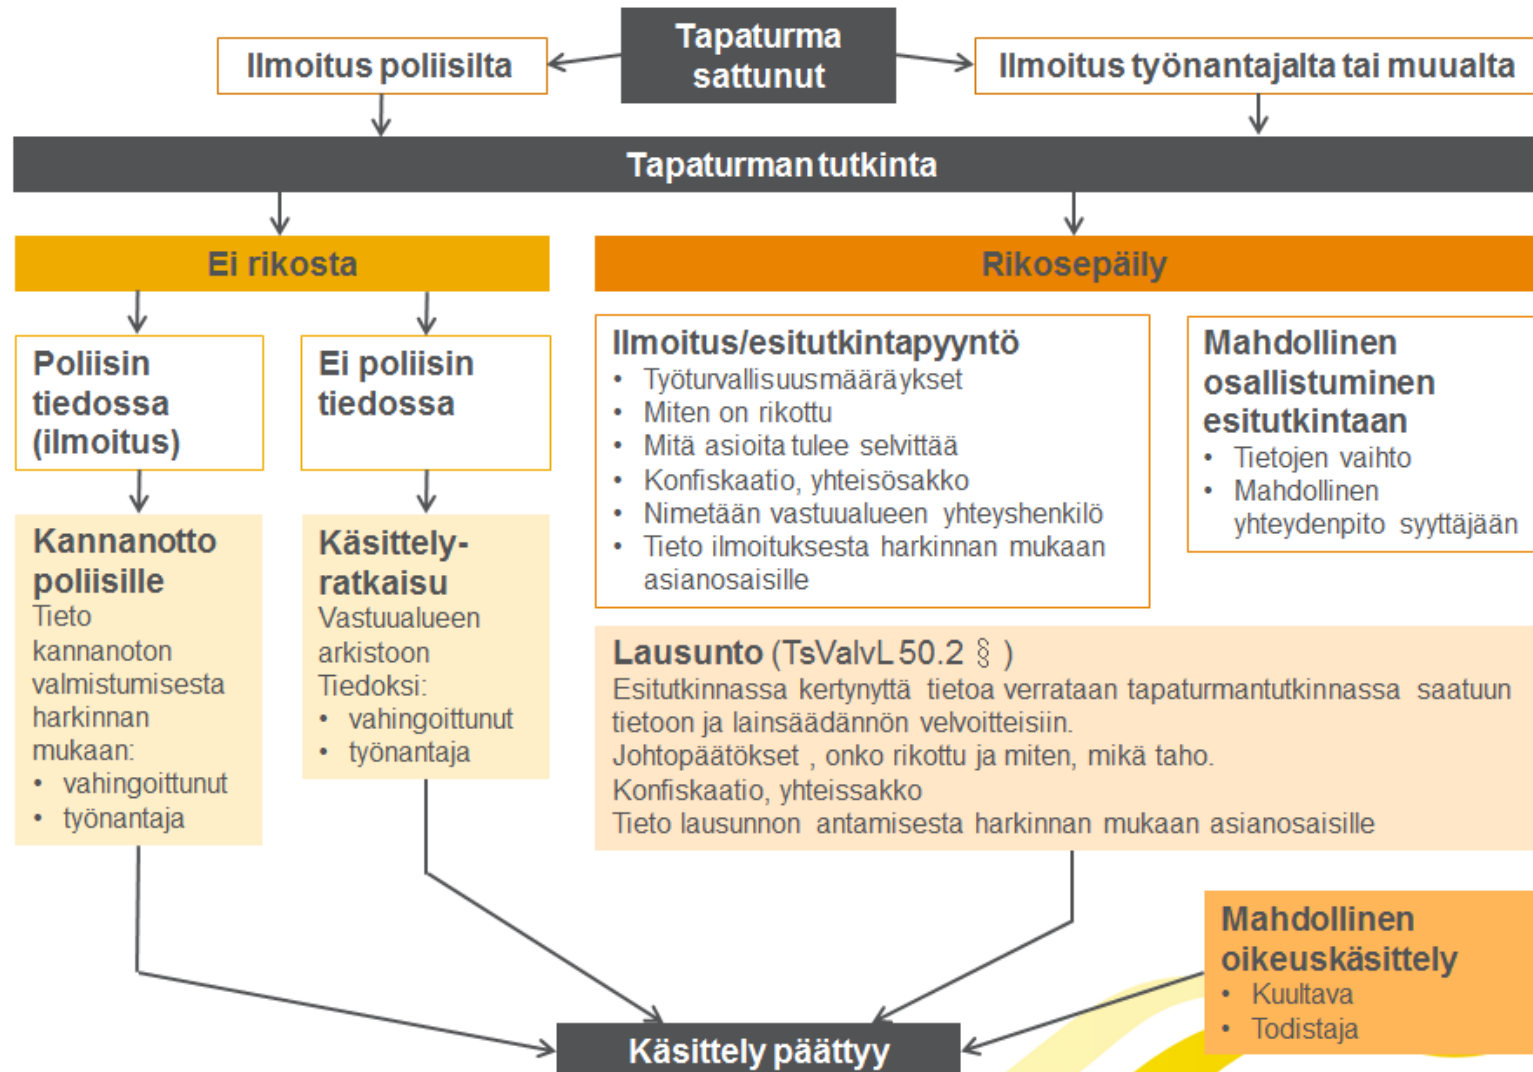 Tapaturma
sattunut
Ilmoitus poliisilta
Ilmoitus työnantajalta tai muualta
Tapaturman tutkinta
Ei rikosta
Rikosepäily
Poliisin
tiedossa
(ilmoitus)
Ei poliisin
tiedossa
Kannanotto
poliisille
Tieto
kannanoton
valmistumisesta
harkinnan
mukaan:
• vahingoittunut
• työnantaja
Käsittely-
ratkaisu
Vastuualueen
arkistoon
Tiedoksi:
• vahingoittunut
• työnantaja
Ilmoitus/esitutkintapyyntö
• Työturvallisuusmääräykset
• Miten on rikottu
• Mitä asioita tulee selvittää
• Konfiskaatio, yhteisösakko
• Nimetään vastuualueen yhteyshenkilö
• Tieto ilmoituksesta harkinnan mukaan
asianosaisille
Mahdollinen
osallistuminen
esitutkintaan
• Tietojen vaihto
• Mahdollinen
yhteydenpito syyttäjään
Lausunto (TsValvL 50.2 § )
Esitutkinnassa kertynyttä tietoa verrataan tapaturmantutkinnassa saatuun
tietoon ja lainsäädännön velvoitteisiin.
Johtopäätökset , onko rikottu ja miten, mikä taho.
Konfiskaatio, yhteissakko
Tieto lausunnon antamisesta harkinnan mukaan asianosaisille
Mahdollinen
oikeuskäsittely
• Kuultava
• Todistaja
Käsittely päättyy